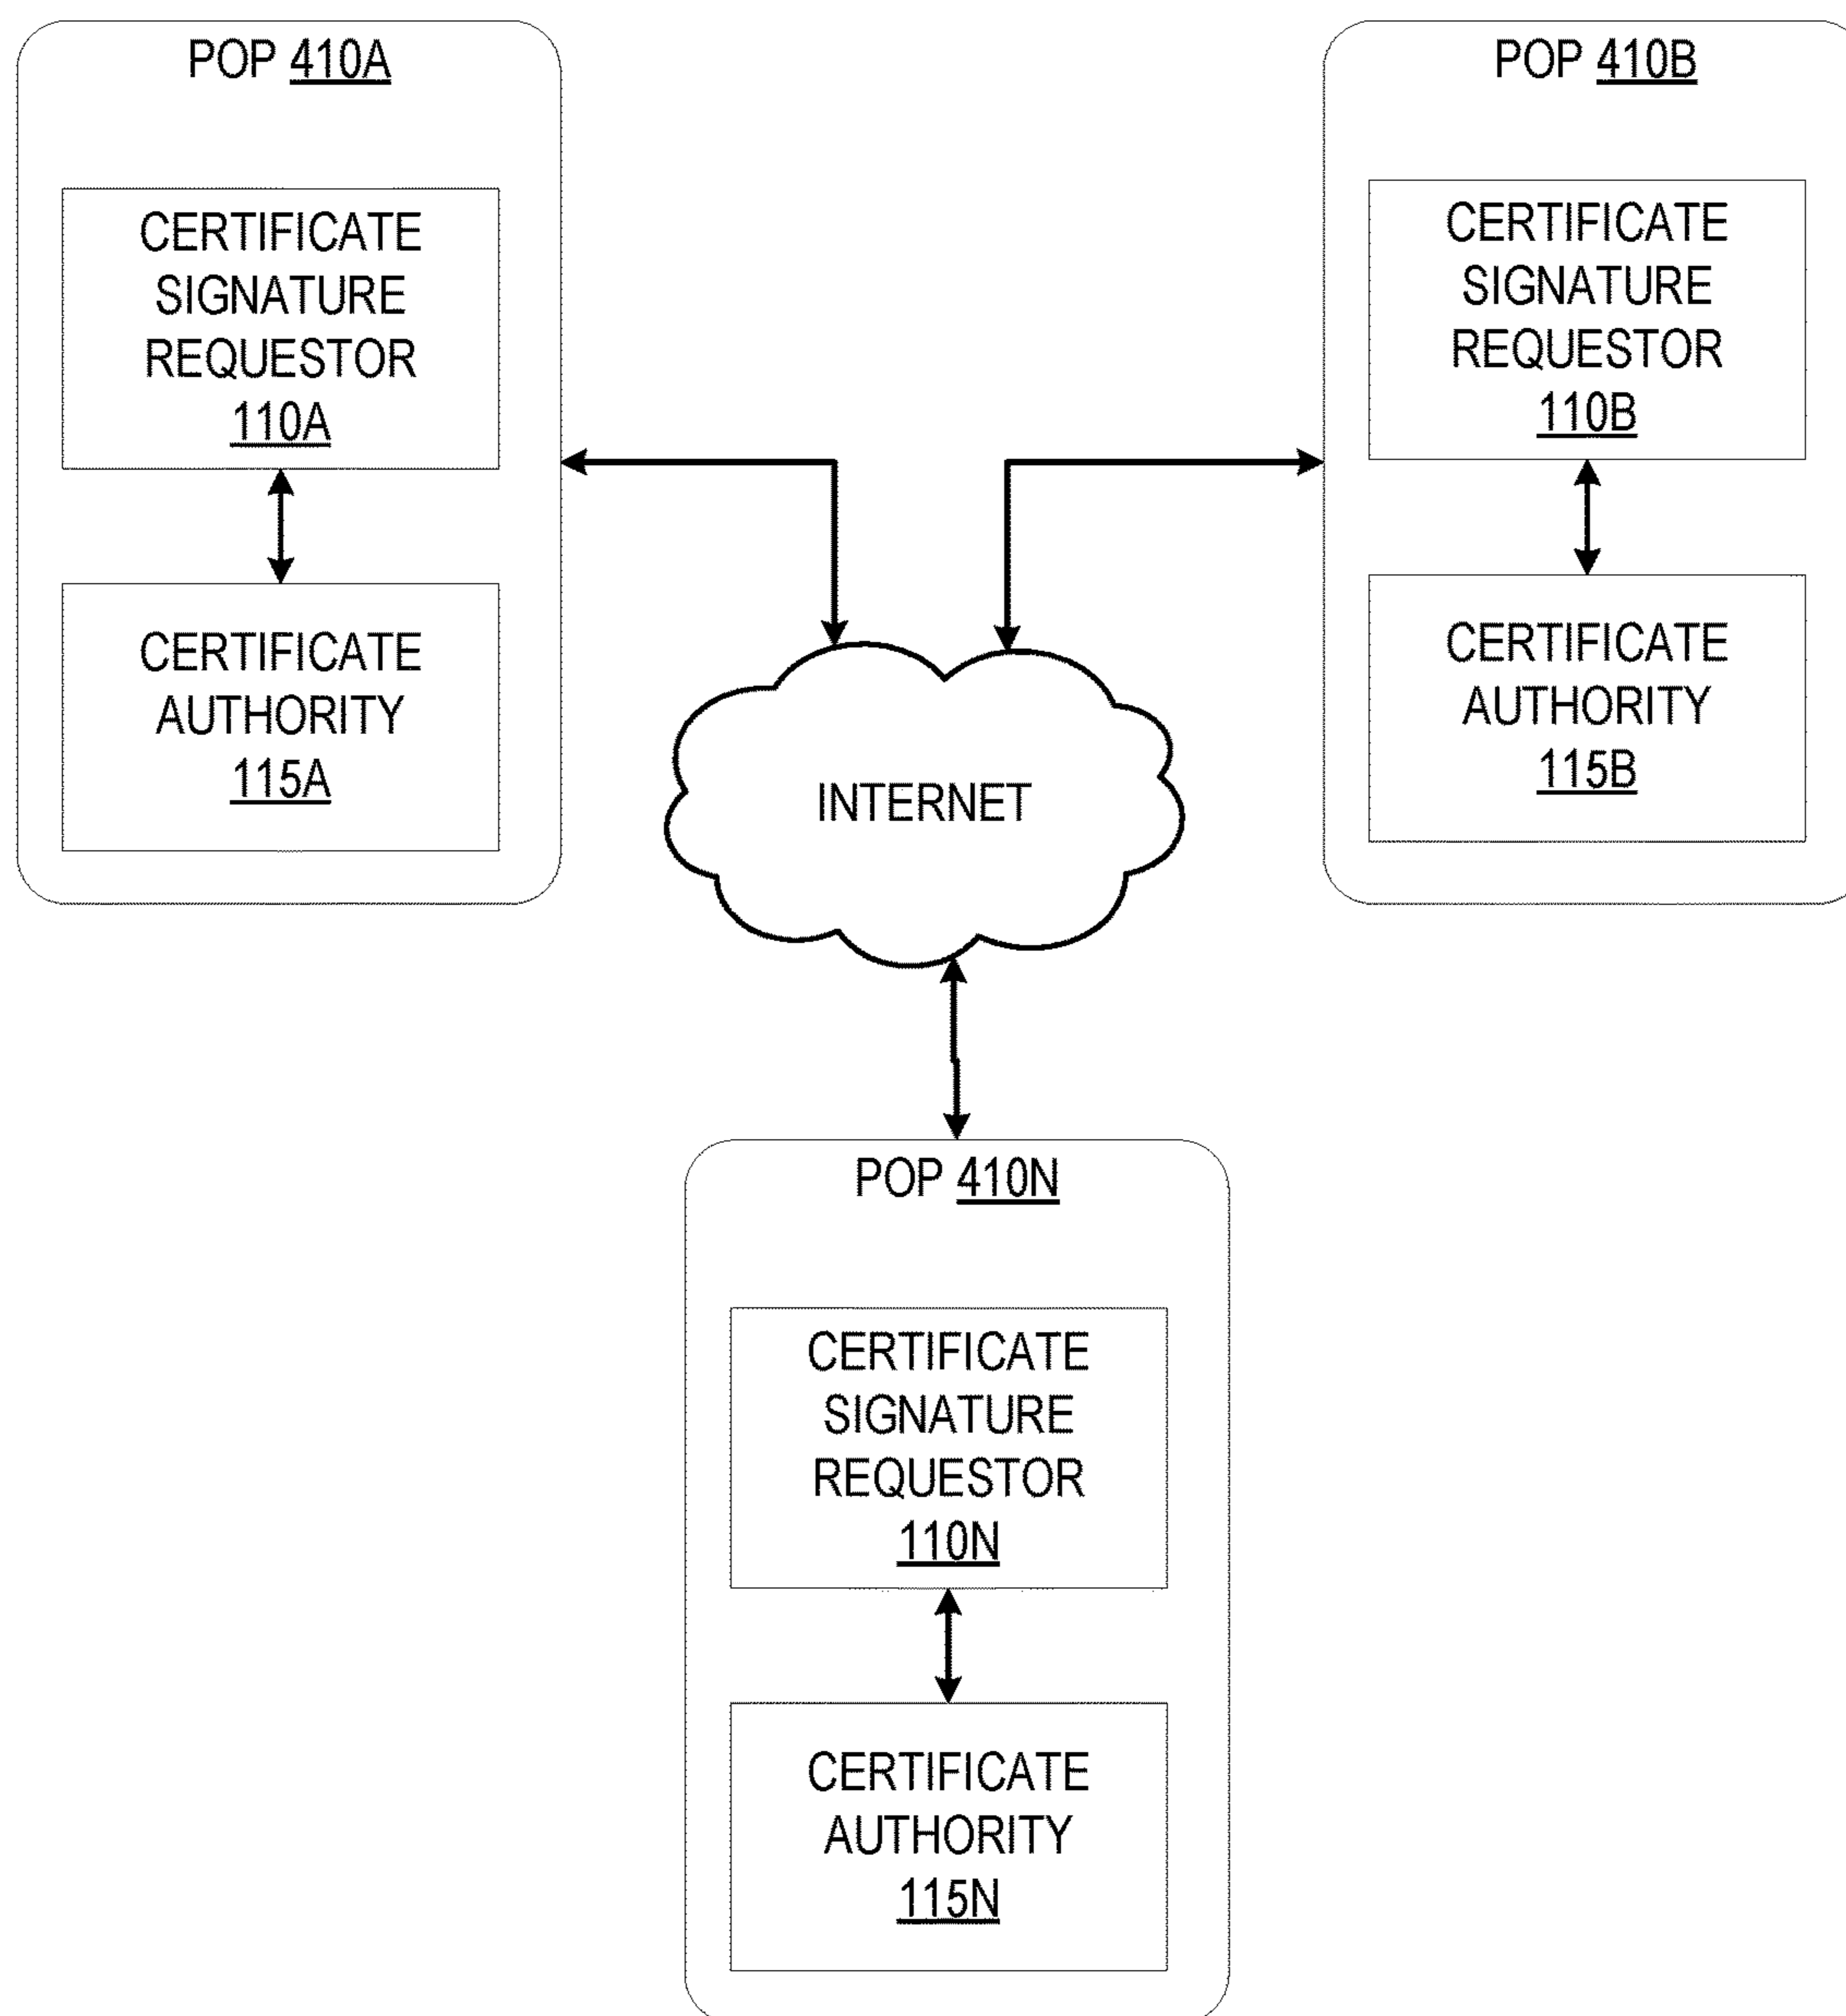 POP 410A
CERTIFICATE
SIGNATURE
REQUESTOR
110A
CERTIFICATE
AUTHORITY
115A
POP 410B
CERTIFICATE
SIGNATURE
REQUESTOR
110B
CERTIFICATE
AUTHORITY
115B
INTERNET
POP 410N
CERTIFICATE
SIGNATURE
REQUESTOR
110N
CERTIFICATE
AUTHORITY
115N